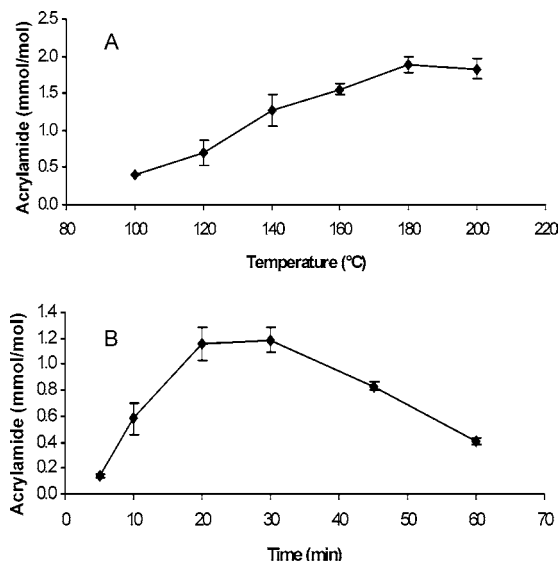 A
Acrylamide (mmol/mol)
2.5
2.0
1.5
1.0
0.5
0.0
80 100 120 140 160 180 200 220
Temperature (°C)
B
Acrylamide (mmol/mol)
1.4
1.2
1.0
0.8
0.6
0.4
0.2
0.0
0 10 20 30 40 50 60 70
Time (min)